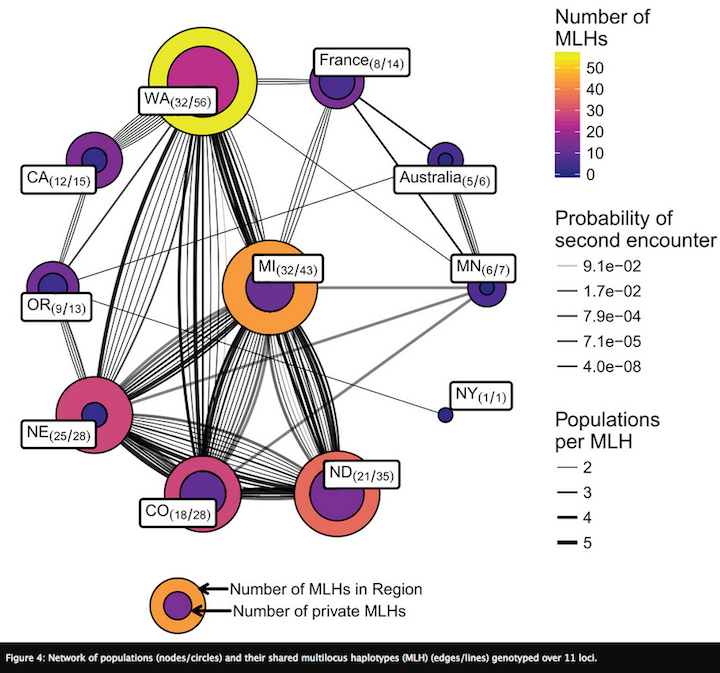 Number of
MLHs
50
40
30
20
10
0
France(8/14)
WA(32/56)
CA(12/15)
Australia(5/6)
Probability of
second encounter
9.1e−02
1.7e−02
7.9e−04
7.1e−05
4.0e−08
MI(32/43)
MN(6/7)
OR(9/13)
NY(1/1)
NE(25/28)
Populations
per MLH
2
3
4
5
ND(21/35)
CO(18/28)
Number of MLHs in Region
Number of private MLHs
Figure 4: Network of populations (nodes/circles) and their shared multilocus haplotypes (MLH) (edges/lines) genotyped over 11 loci.